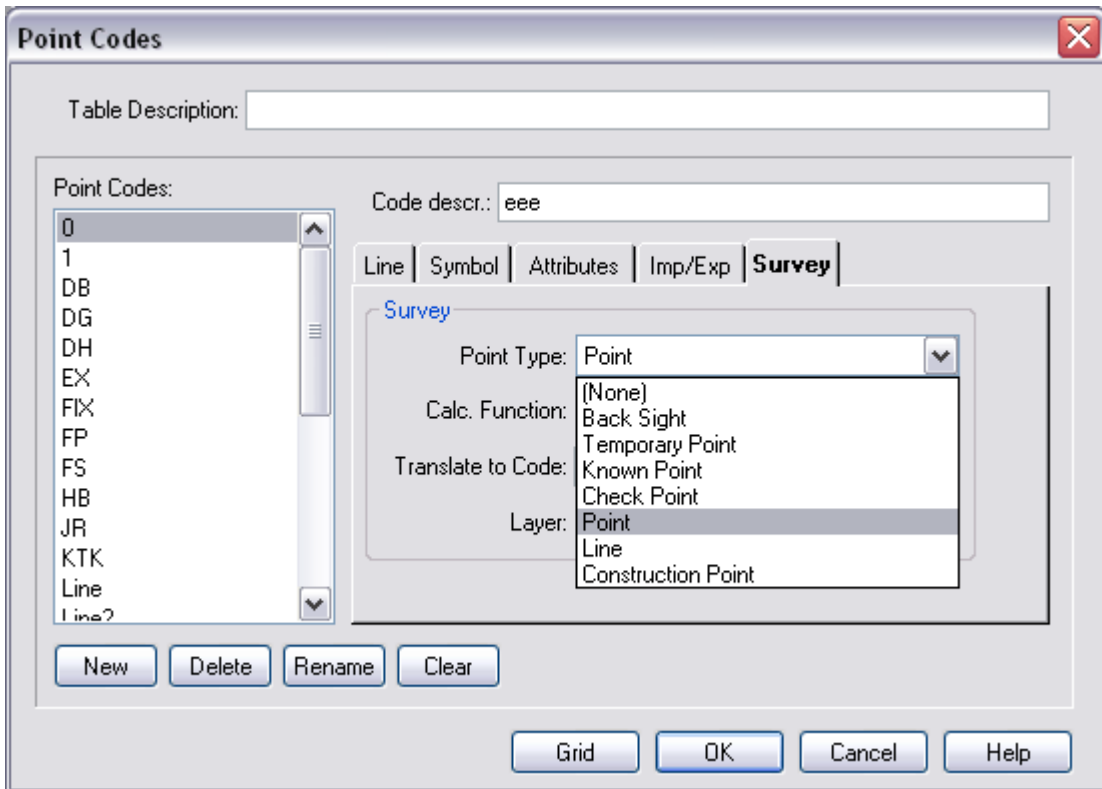 Point Codes
Table Description:
Point Codes:
0
1
DB
DG
DH
EX
FIX
FP
FS
HB
JR
KTK
Line
Line2
Code descr.: eee
Line Symbol Attributes Imp/Exp Survey
Survey
Point Type: Point
(None)
Back Sight
Temporary Point
Known Point
Check Point
Point
Line
Construction Point
Calc. Function:
Translate to Code:
Layer:
New Delete Rename Clear
Grid OK Cancel Help